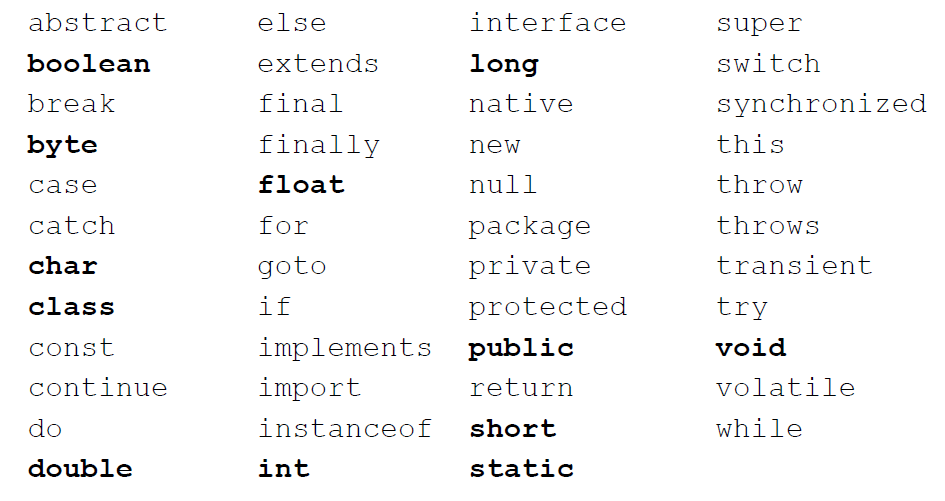 abstract else interface super
boolean extends long switch
break final native synchronized
byte finally new this
case float null throw
catch for package throws
char goto private transient
class if protected try
const implements public void
continue import return volatile
do instanceof short while
double int static